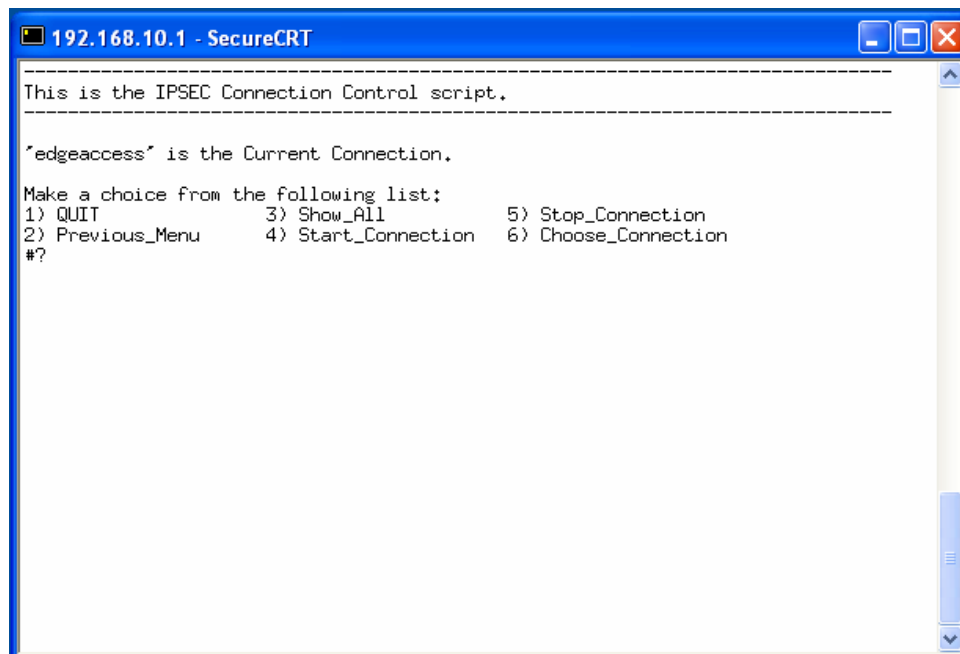 192.168.10.1 - SecureCRT
--------------------------------------------------------------------------------
This is the IPSEC Connection Control script.
--------------------------------------------------------------------------------
'edgeaccess' is the Current Connection.
Make a choice from the following list:
1) QUIT 3) Show_All 5) Stop_Connection
2) Previous_Menu 4) Start_Connection 6) Choose_Connection
#?